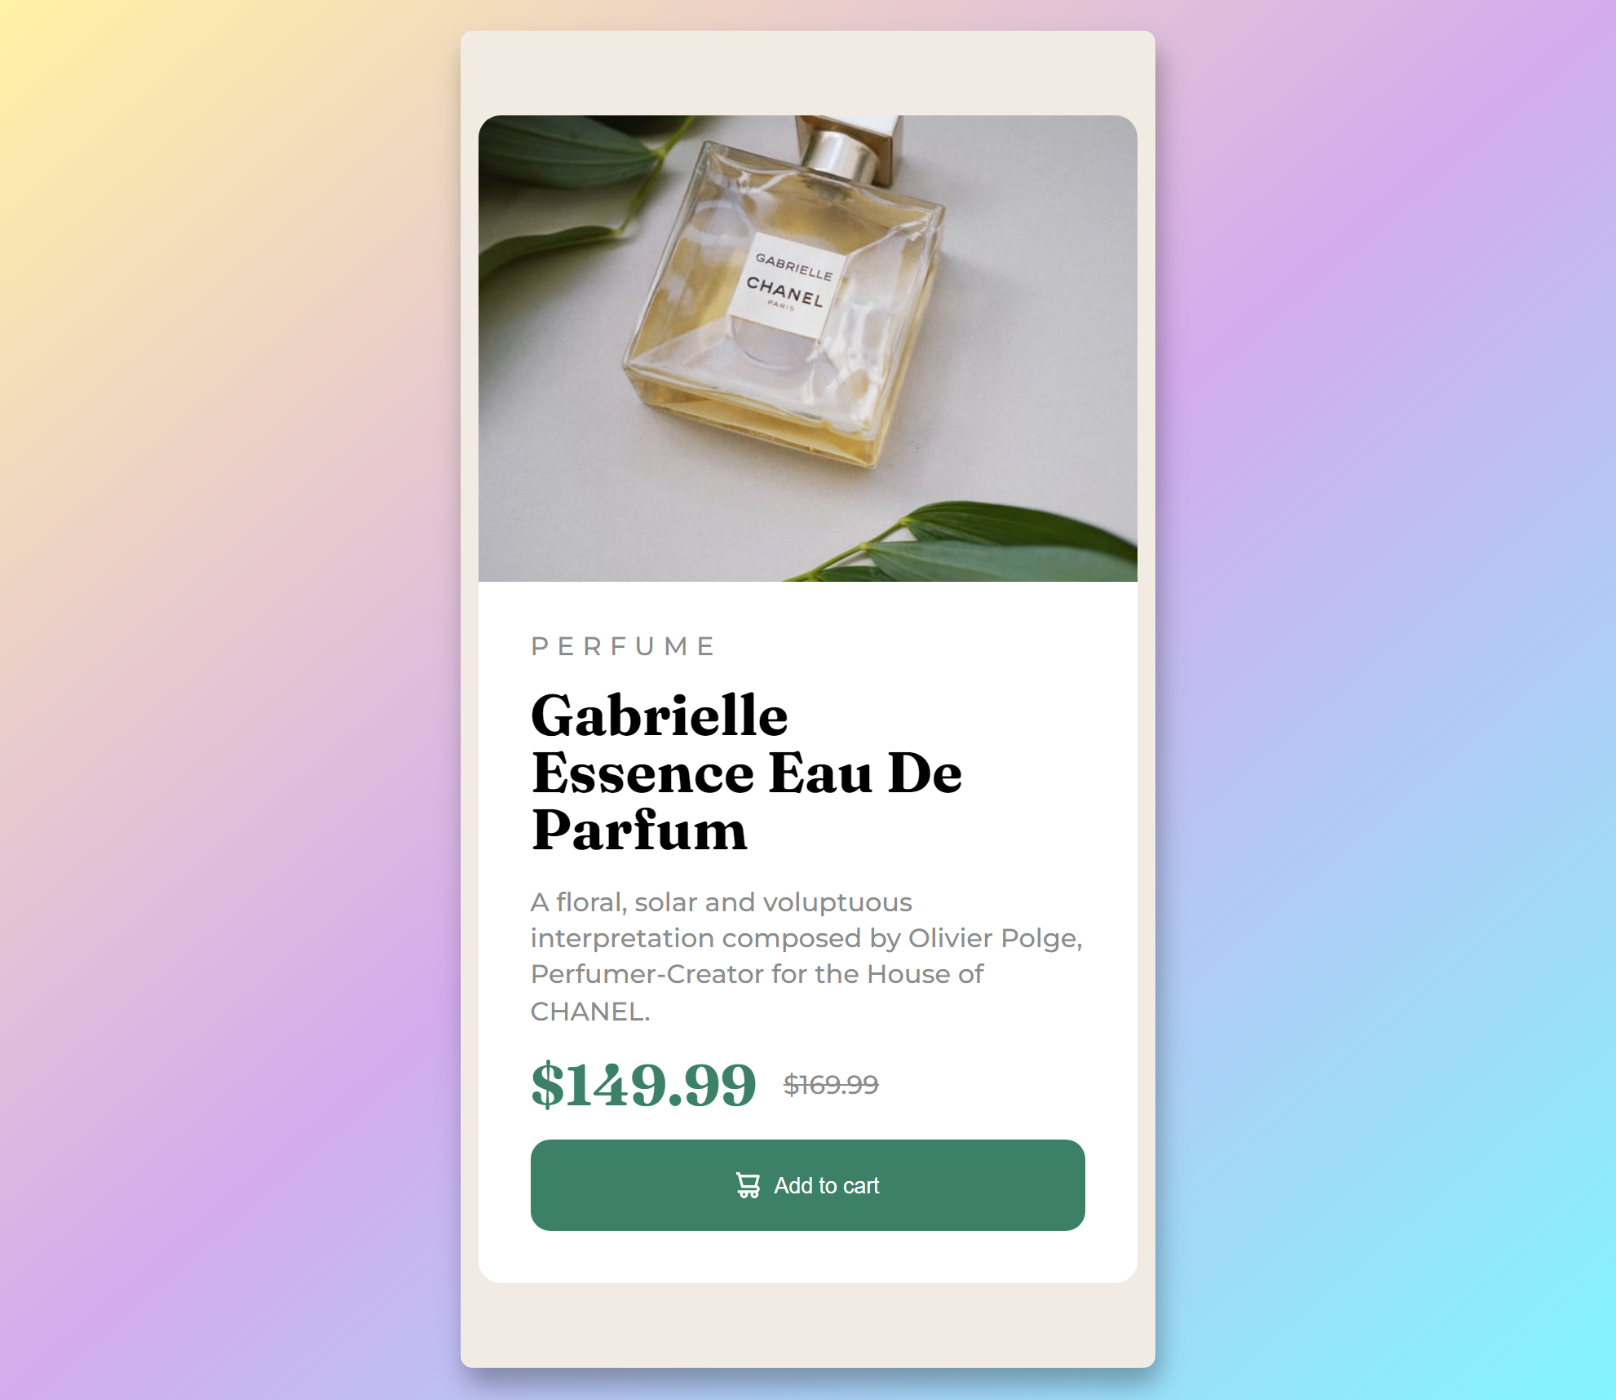 GABRIELLE
CHANEL
PARIS
PERFUME
Gabrielle
Essence Eau De
Parfum
A floral, solar and voluptuous
interpretation composed by Olivier Polge,
Perfumer-Creator for the House of
CHANEL.
$149.99 $169.99
Add to cart